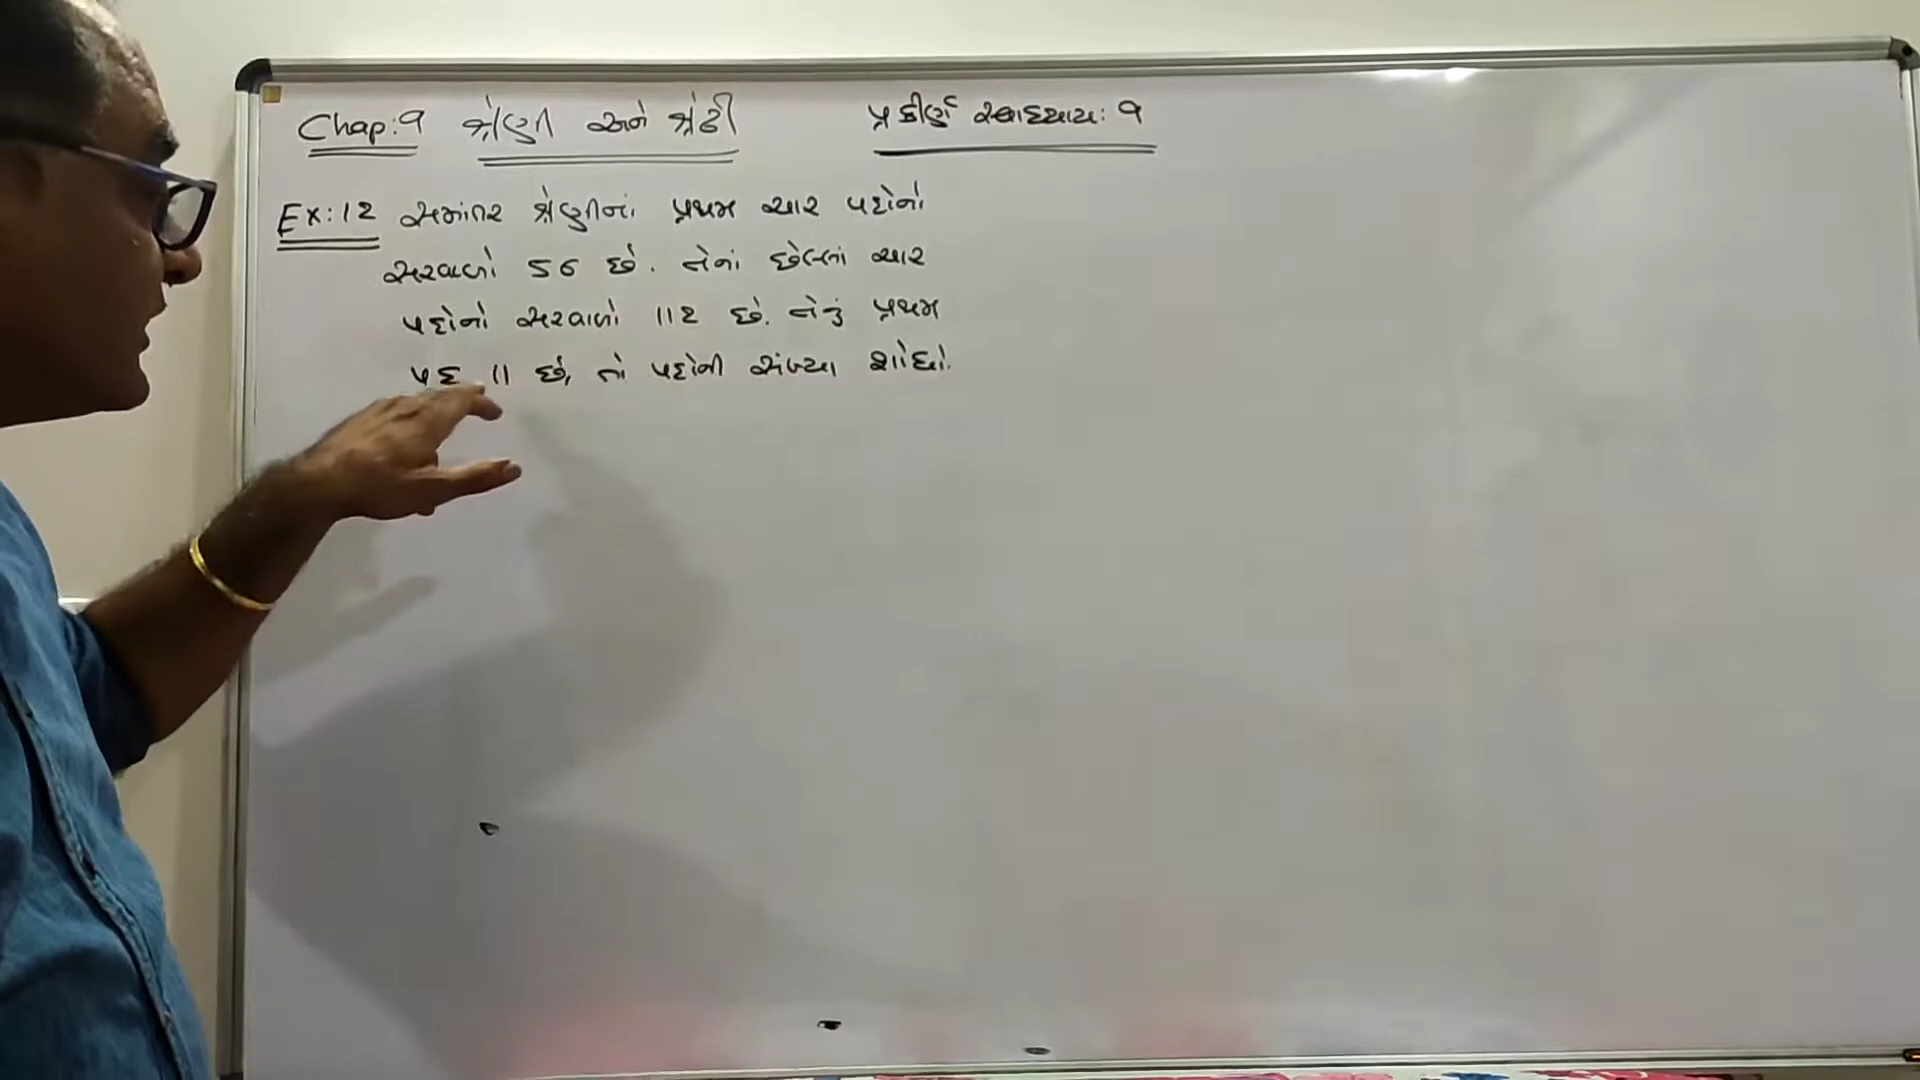 Chap:9 શ્રેણી અને શ્રેઢી
પ્રકીર્ણ સ્વાધ્યાય: 9
Ex:12 સમાંતર શ્રેણીનાં પ્રથમ ચાર પદોનો
સરવાળો 56 છે. તેનાં છેલ્લાં ચાર
પદોનો સરવાળો 112 છે. તેનું પ્રથમ
પદ 11 છે, તો પદોની સંખ્યા શોધો.